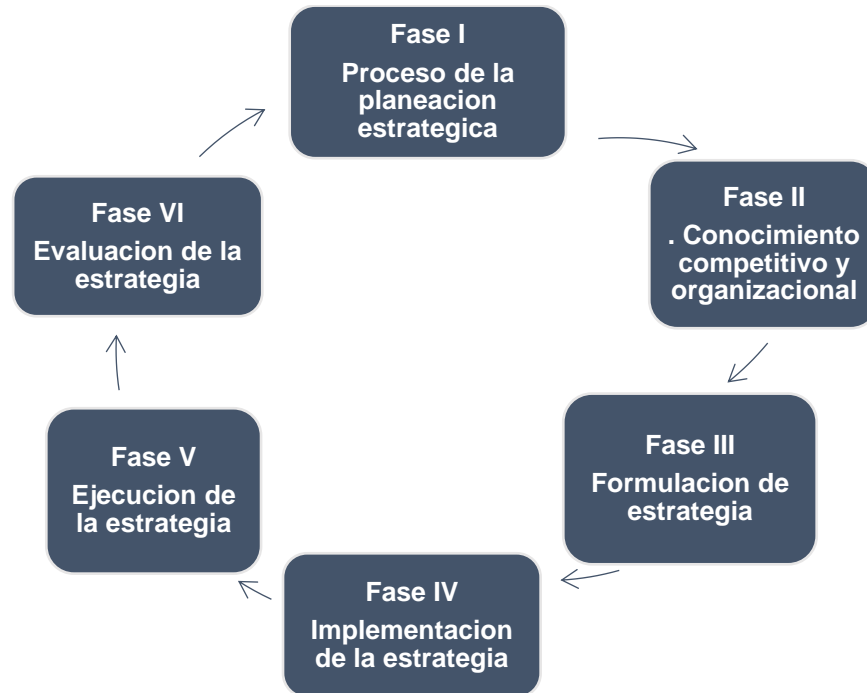 Fase I
Proceso de la
planeacion
estrategica
Fase II
. Conocimiento
competitivo y
organizacional
Fase III
Formulacion de
estrategia
Fase IV
Implementacion
de la estrategia
Fase V
Ejecucion de
la estrategia
Fase VI
Evaluacion de la
estrategia